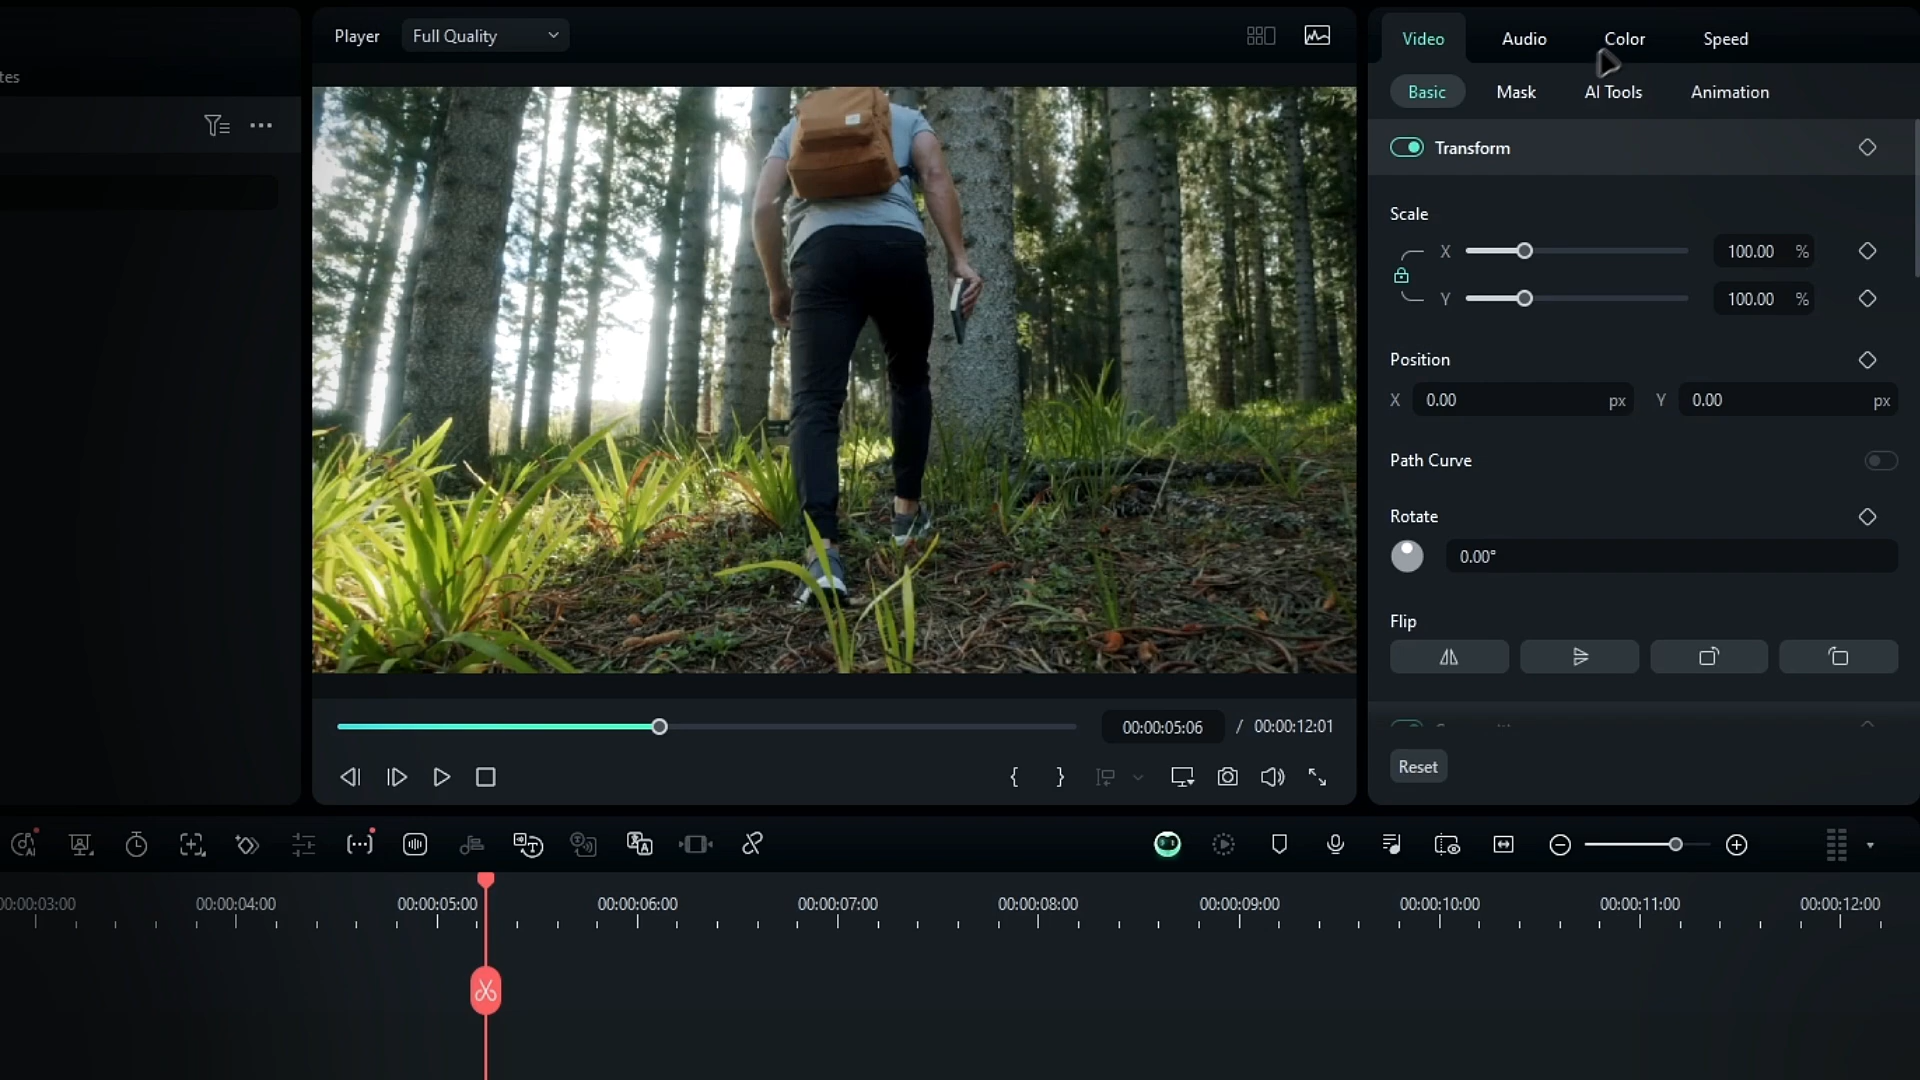 Player
Full Quality
Video
Audio
Color
Speed
Basic
Mask
AI Tools
Animation
Transform
Scale
X
100.00 %
Y
100.00 %
Position
X 0.00 px
Y 0.00 px
Path Curve
Rotate
0.00°
Flip
Reset
00:00:05:06 / 00:00:12:01
00:00:03:00
00:00:04:00
00:00:05:00
00:00:06:00
00:00:07:00
00:00:08:00
00:00:09:00
00:00:10:00
00:00:11:00
00:00:12:00